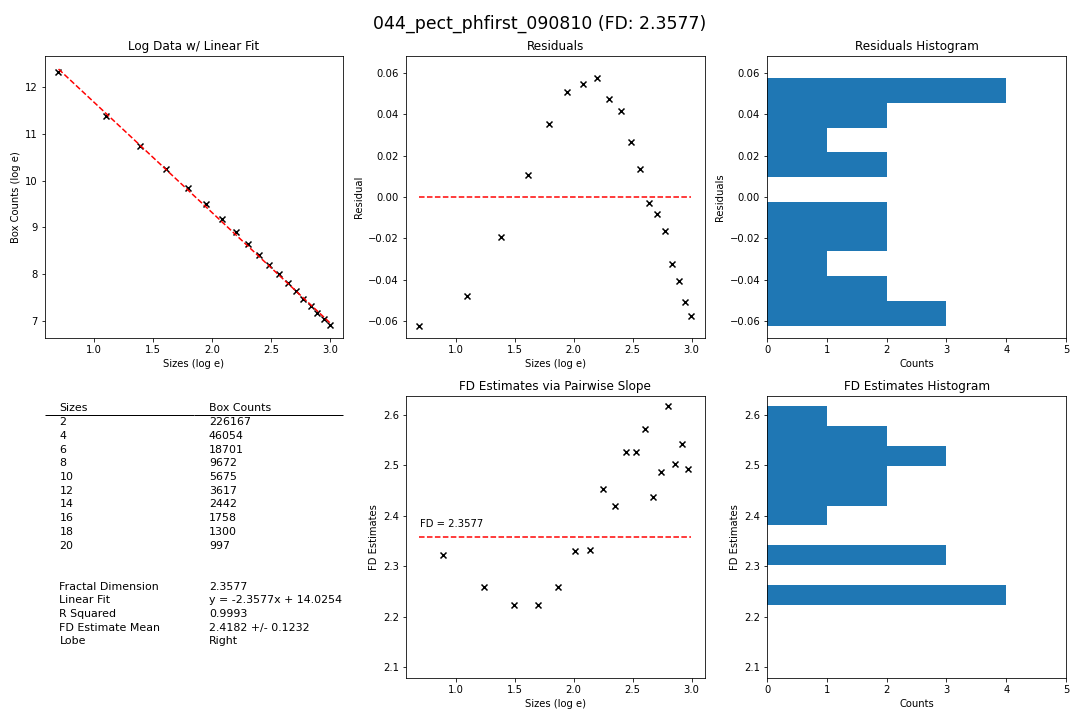 044_pect_phfirst_090810 (FD: 2.3577)
Log Data w/ Linear Fit
Box Counts (log e)
12
11
10
9
8
7
1.0 1.5 2.0 2.5 3.0
Sizes (log e)
Residuals
Residual
0.06
0.04
0.02
0.00
−0.02
−0.04
−0.06
1.0 1.5 2.0 2.5 3.0
Sizes (log e)
Residuals Histogram
Residuals
0.06
0.04
0.02
0.00
−0.02
−0.04
−0.06
0 1 2 3 4 5
Counts
Sizes Box Counts
2 226167
4 46054
6 18701
8 9672
10 5675
12 3617
14 2442
16 1758
18 1300
20 997
Fractal Dimension 2.3577
Linear Fit y = -2.3577x + 14.0254
R Squared 0.9993
FD Estimate Mean 2.4182 +/- 0.1232
Lobe Right
FD Estimates via Pairwise Slope
FD Estimates
2.6
2.5
2.4
2.3
2.2
2.1
FD = 2.3577
1.0 1.5 2.0 2.5 3.0
Sizes (log e)
FD Estimates Histogram
FD Estimates
2.6
2.5
2.4
2.3
2.2
2.1
0 1 2 3 4 5
Counts